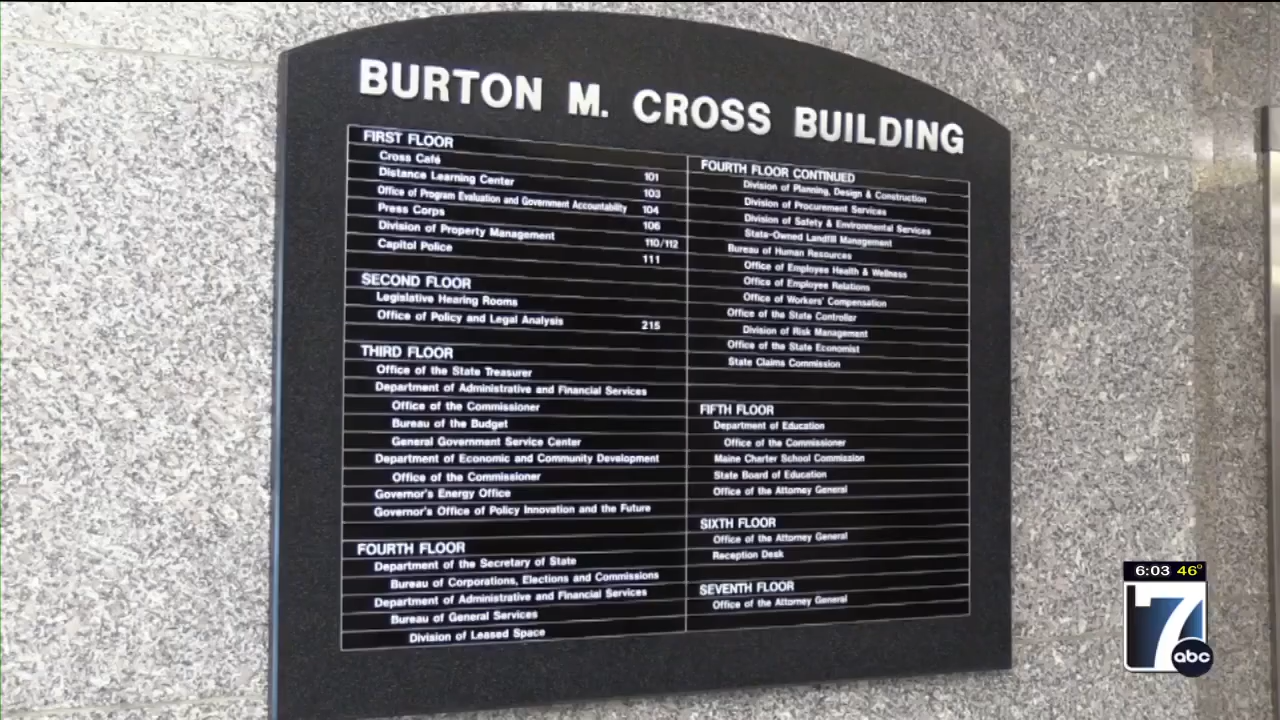 BURTON M. CROSS BUILDING
FIRST FLOOR
Cross Café
Distance Learning Center 101
Office of Program Evaluation and Government Accountability 103
Press Corps 104
Division of Property Management 106
Capitol Police 110/112
111
SECOND FLOOR
Legislative Hearing Rooms
Office of Policy and Legal Analysis 215
THIRD FLOOR
Office of the State Treasurer
Department of Administrative and Financial Services
Office of the Commissioner
Bureau of the Budget
General Government Service Center
Department of Economic and Community Development
Office of the Commissioner
Governor's Energy Office
Governor's Office of Policy Innovation and the Future
FOURTH FLOOR
Department of the Secretary of State
Bureau of Corporations, Elections and Commissions
Department of Administrative and Financial Services
Bureau of General Services
Division of Leased Space
FOURTH FLOOR CONTINUED
Division of Planning, Design & Construction
Division of Procurement Services
Division of Safety & Environmental Services
State-Owned Landfill Management
Bureau of Human Resources
Office of Employee Health & Wellness
Office of Employee Relations
Office of Workers' Compensation
Office of the State Controller
Division of Risk Management
Office of the State Economist
State Claims Commission
FIFTH FLOOR
Department of Education
Office of the Commissioner
Maine Charter School Commission
State Board of Education
Office of the Attorney General
SIXTH FLOOR
Office of the Attorney General
Reception Desk
SEVENTH FLOOR
Office of the Attorney General
6:03 46°
7
abc